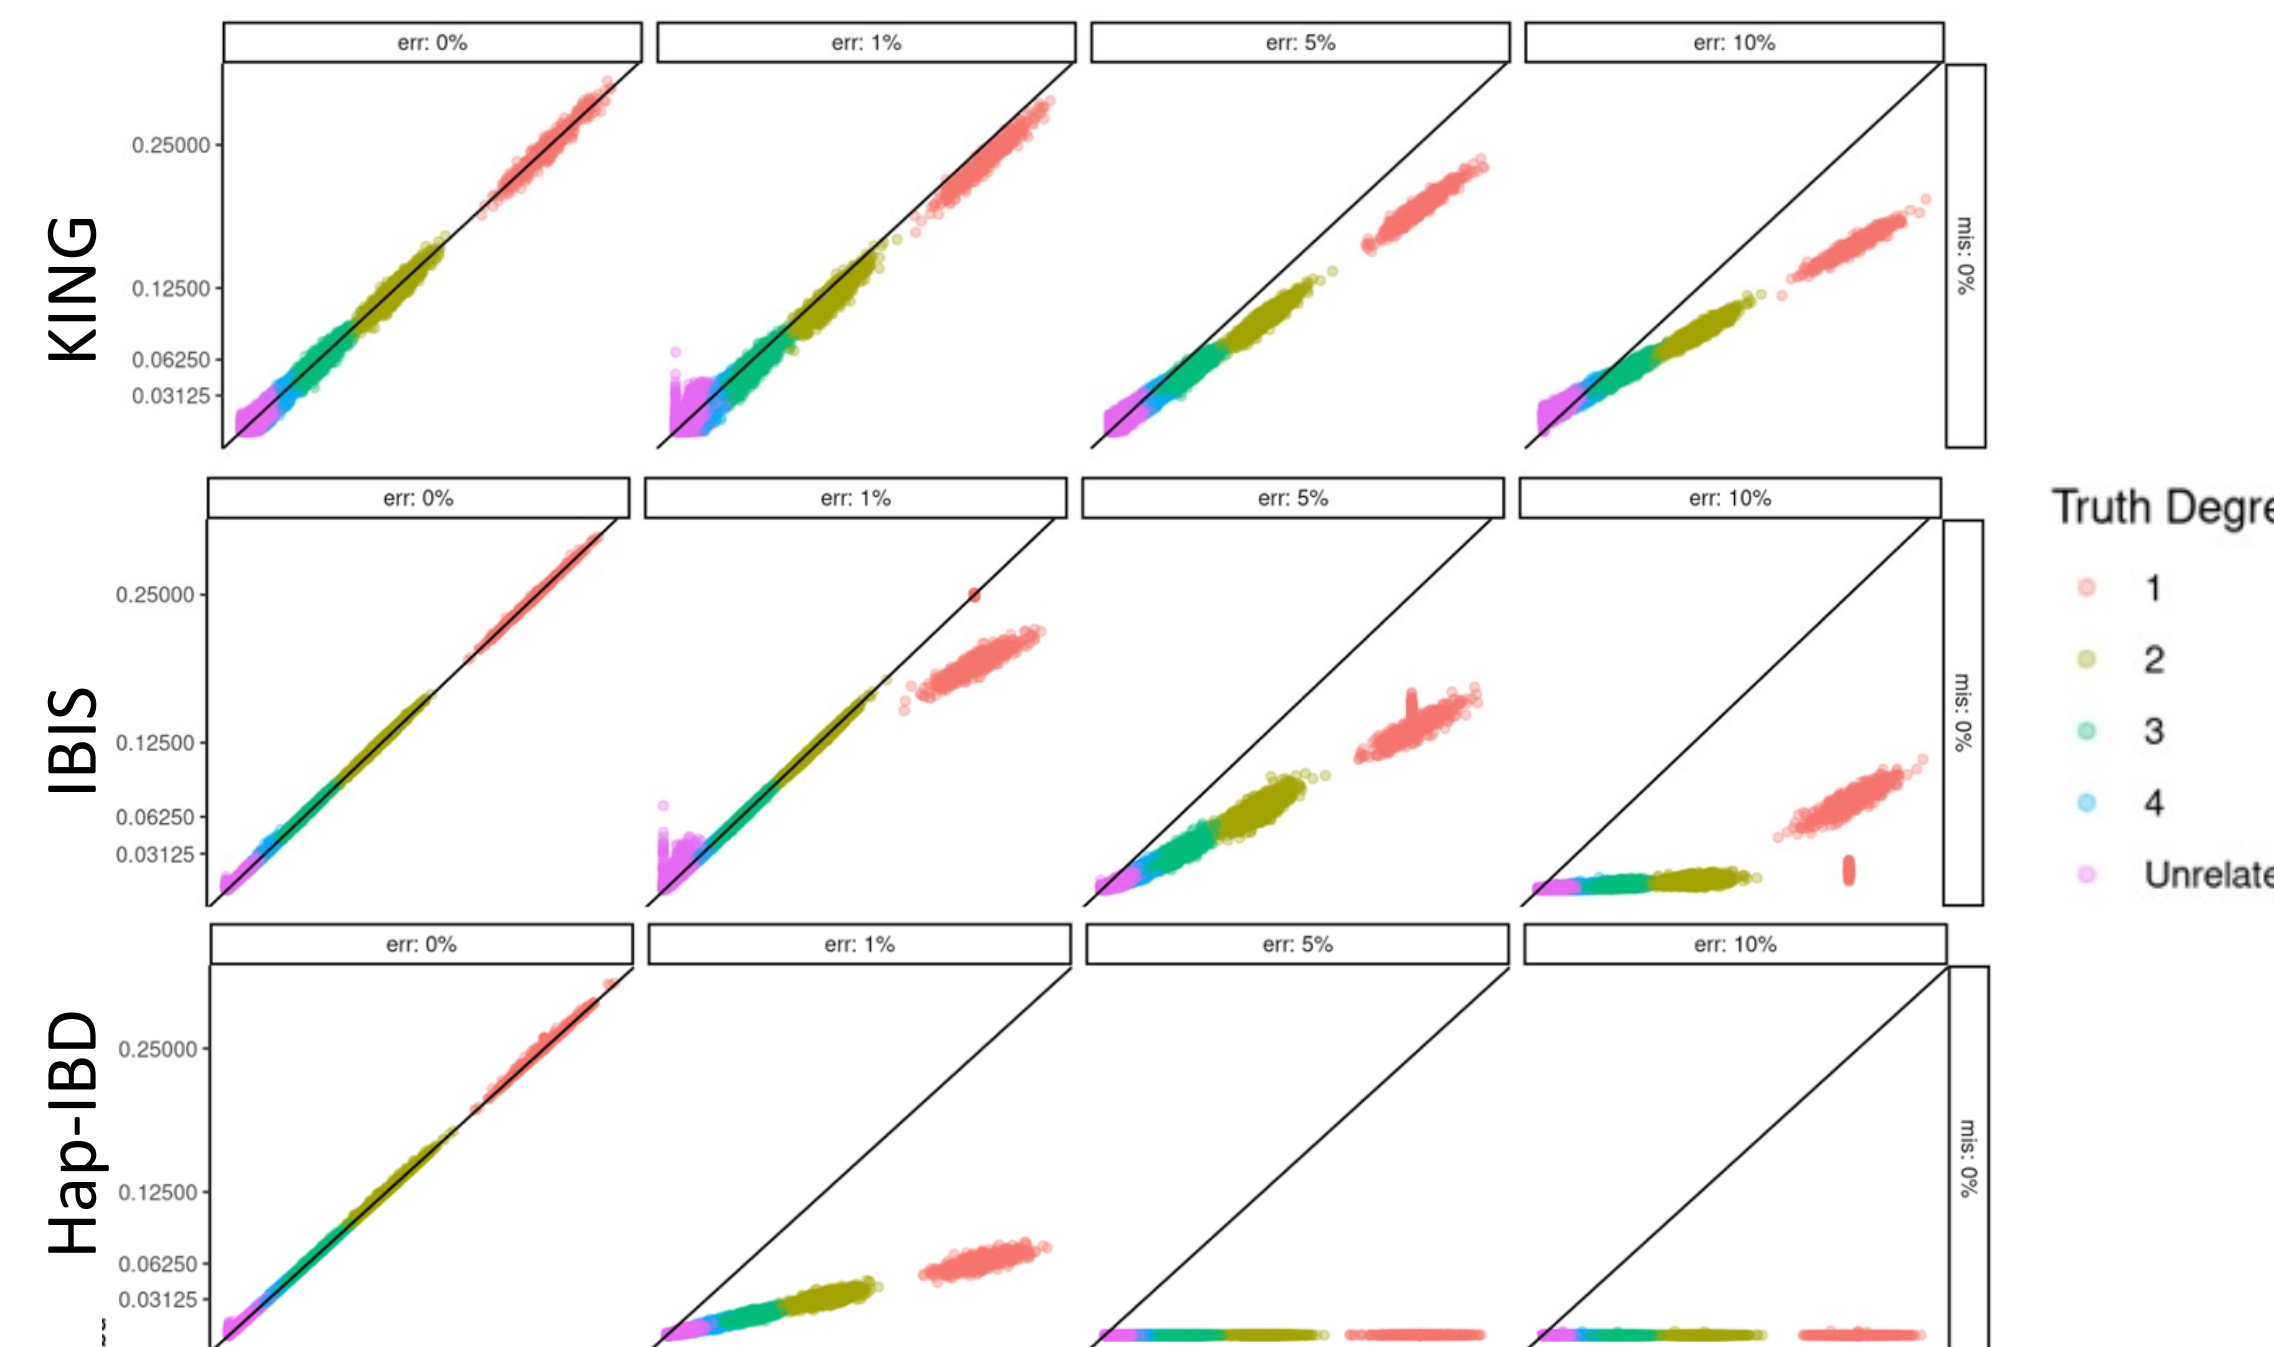 KING
err: 0%
err: 1%
err: 5%
err: 10%
0.25000
0.12500
0.06250
0.03125
mis: 0%
IBIS
err: 0%
err: 1%
err: 5%
err: 10%
0.25000
0.12500
0.06250
0.03125
mis: 0%
Hap-IBD
err: 0%
err: 1%
err: 5%
err: 10%
0.25000
0.12500
0.06250
0.03125
mis: 0%
Truth Degre
1
2
3
4
Unrelate